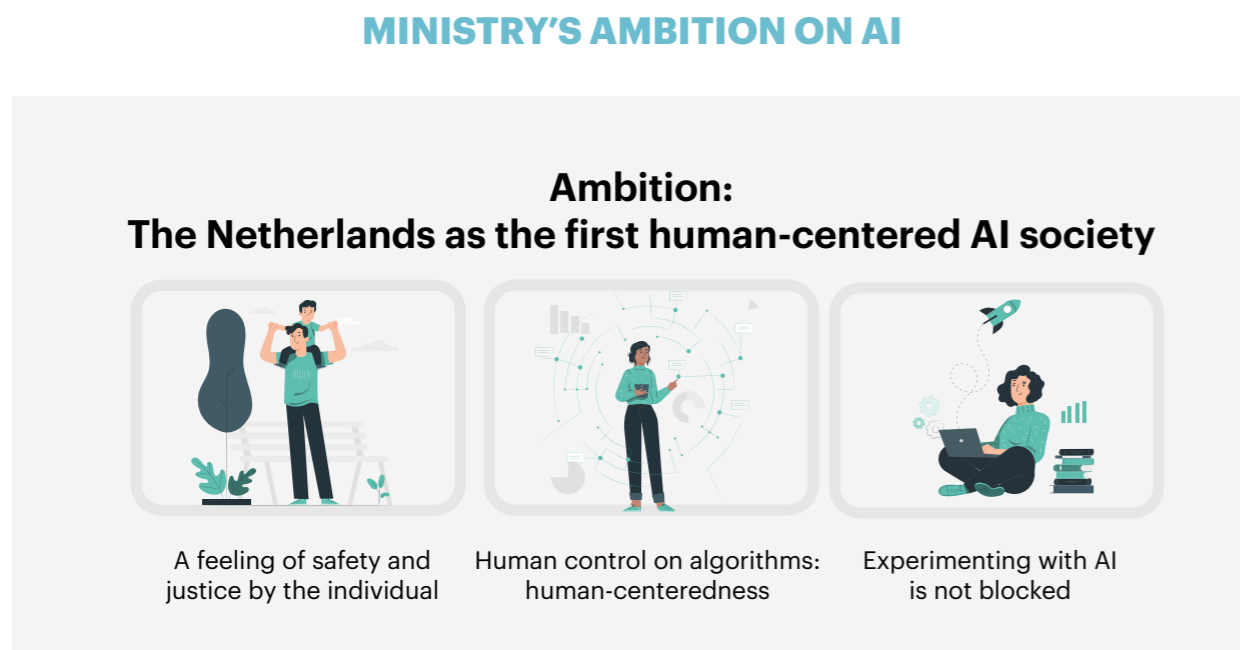 MINISTRY’S AMBITION ON AI
Ambition:
The Netherlands as the first human-centered AI society
A feeling of safety and
justice by the individual
Human control on algorithms:
human-centeredness
Experimenting with AI
is not blocked